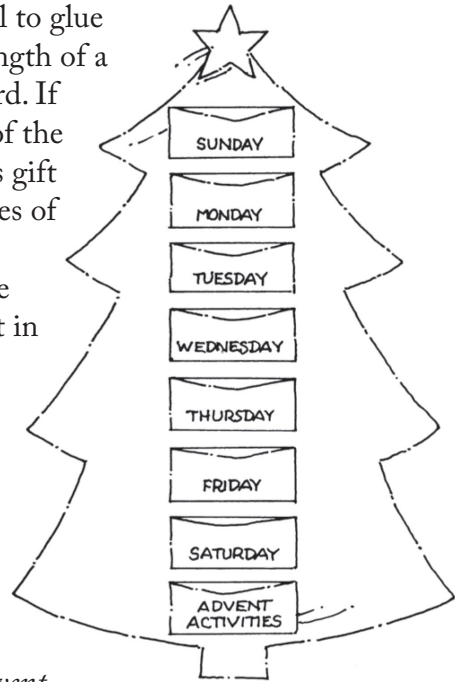 to glue
ngth of a
rd. If
of the
s gift
es of
e
t in
SUNDAY
MONDAY
TUESDAY
WEDNESDAY
THURSDAY
FRIDAY
SATURDAY
ADVENT
ACTIVITIES